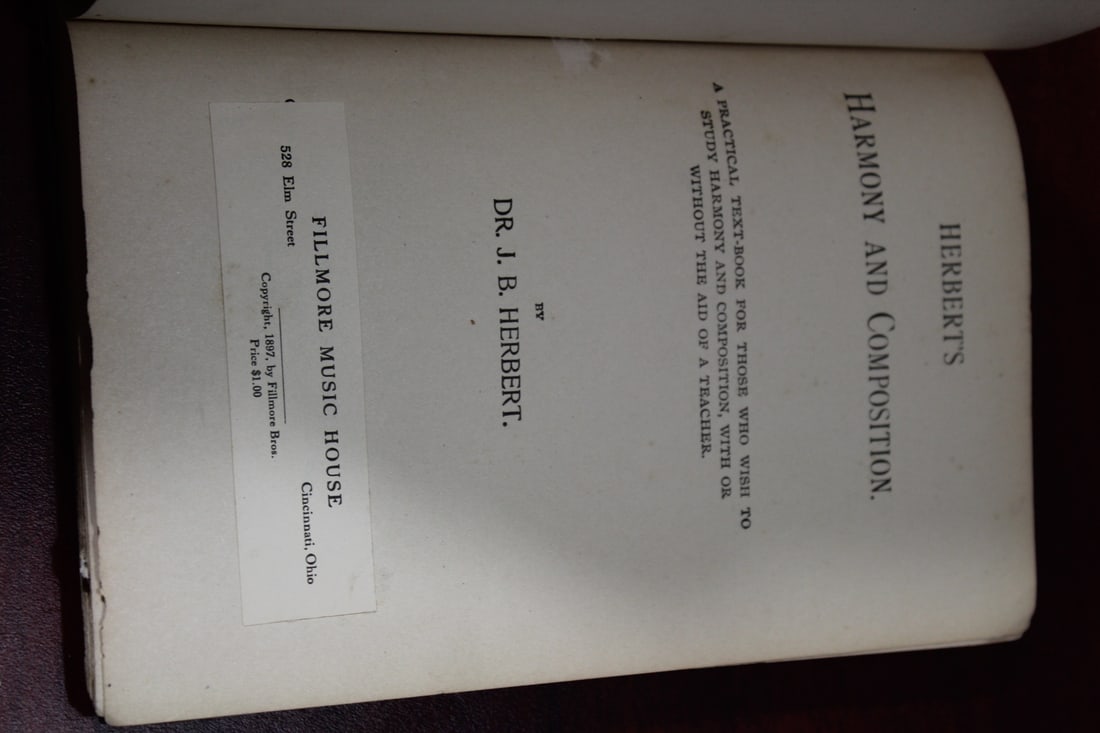 HERBERT'S
HARMONY AND COMPOSITION.
A PRACTICAL TEXT-BOOK FOR THOSE WHO WISH TO
STUDY HARMONY AND COMPOSITION, WITH OR
WITHOUT THE AID OF A TEACHER.
BY
DR. J. B. HERBERT.
FILLMORE MUSIC HOUSE
528 Elm Street Cincinnati, Ohio
Copyright, 1897, by Fillmore Bros.
Price $1.00